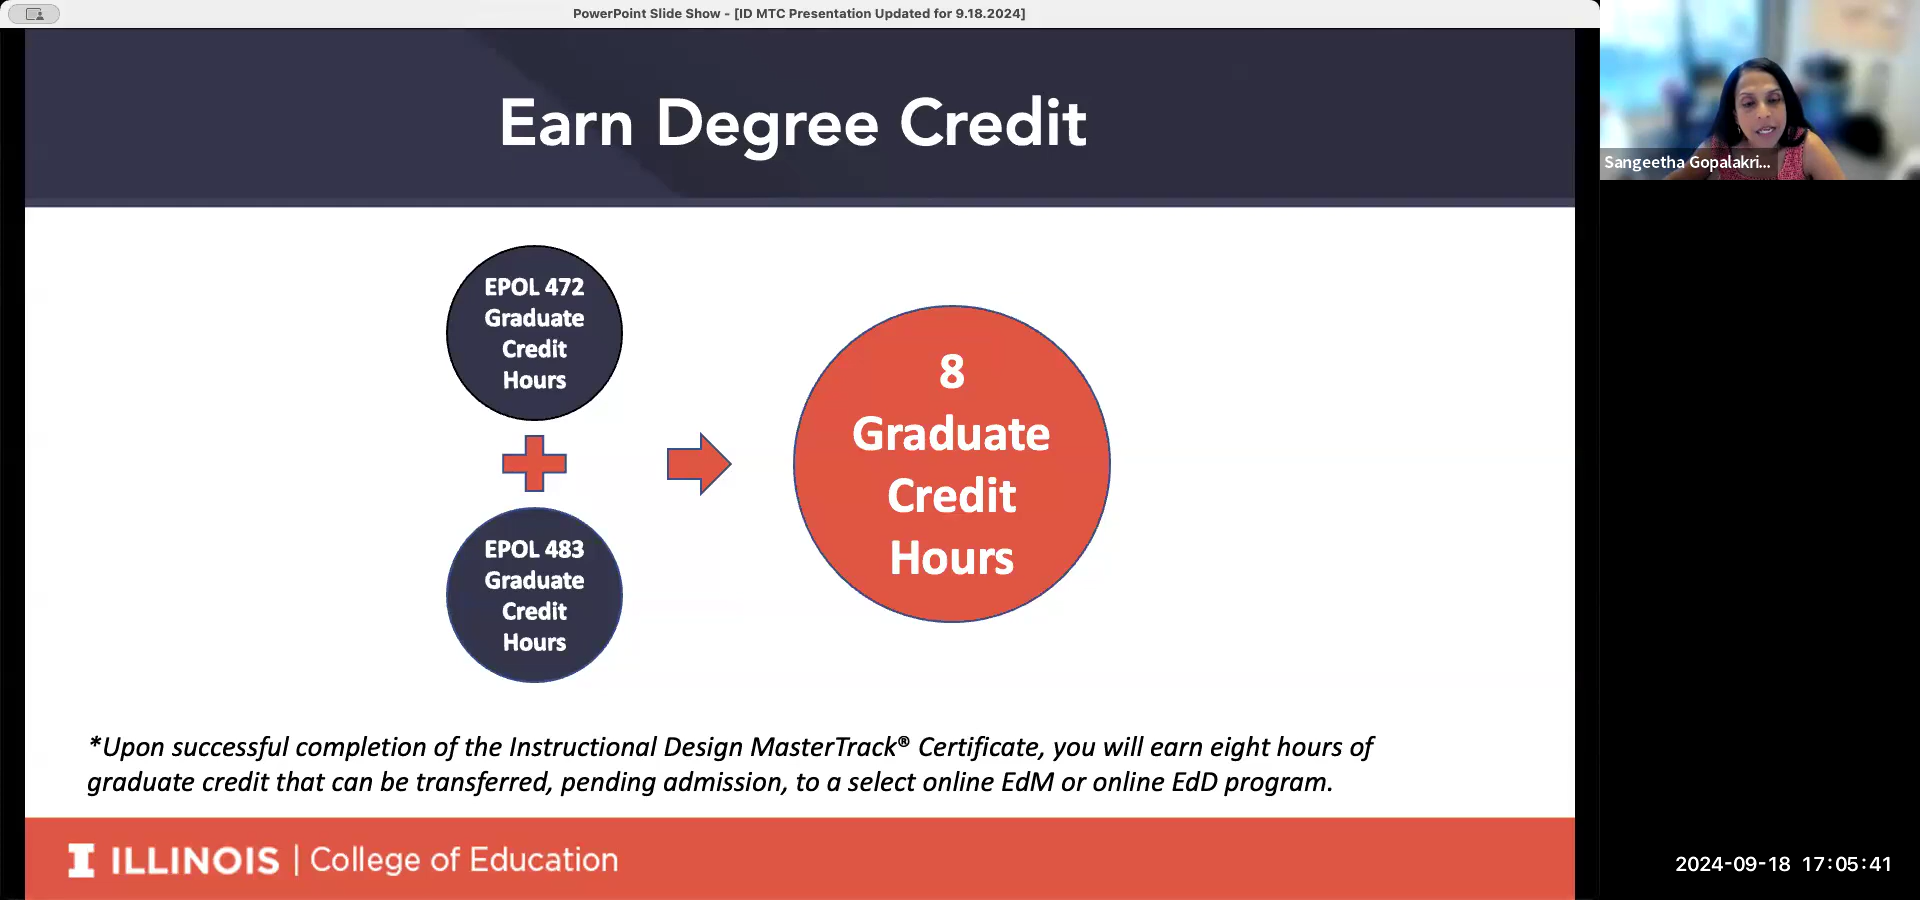 PowerPoint Slide Show - [ID MTC Presentation Updated for 9.18.2024]
Earn Degree Credit
EPOL 472
Graduate
Credit
Hours
EPOL 483
Graduate
Credit
Hours
8
Graduate
Credit
Hours
*Upon successful completion of the Instructional Design MasterTrack® Certificate, you will earn eight hours of
graduate credit that can be transferred, pending admission, to a select online EdM or online EdD program.
I ILLINOIS | College of Education
Sangeetha Gopalakri...
2024-09-18 17:05:41